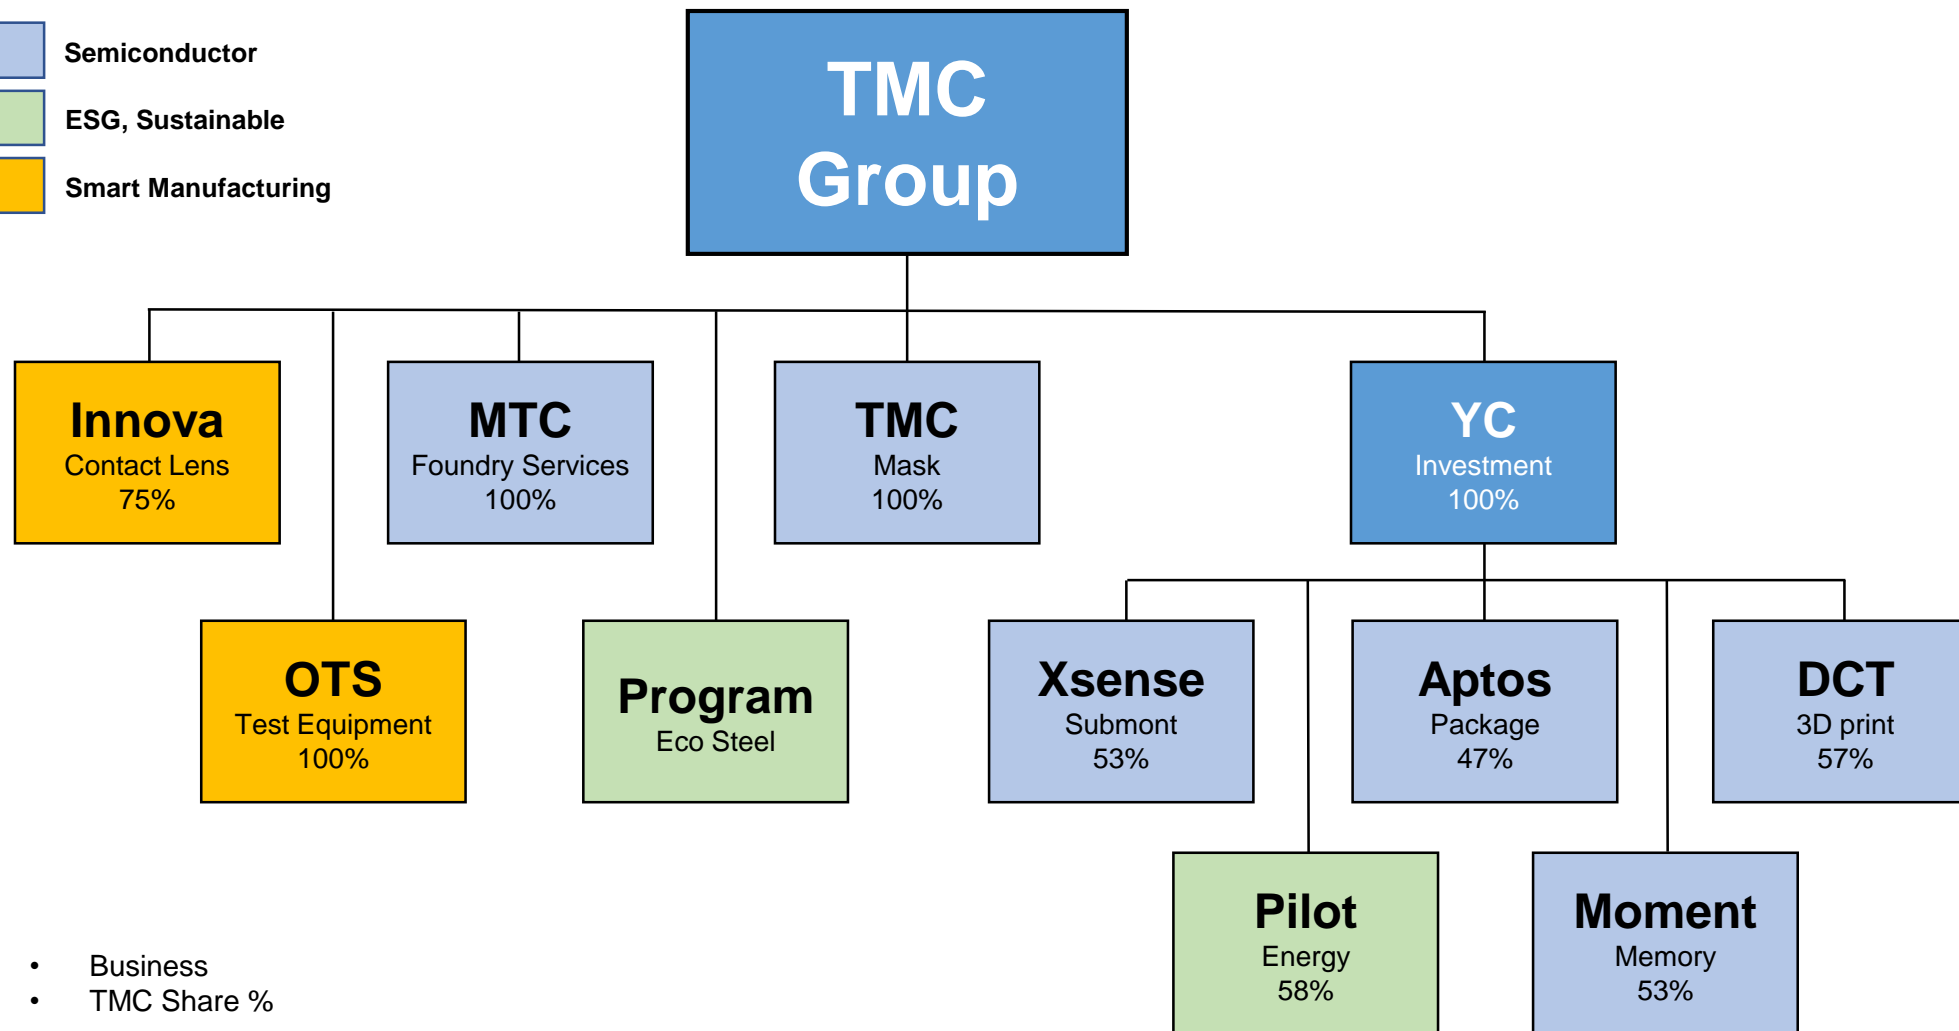 Semiconductor
ESG, Sustainable
Smart Manufacturing
TMC
Group
Innova
Contact Lens
75%
MTC
Foundry Services
100%
TMC
Mask
100%
YC
Investment
100%
OTS
Test Equipment
100%
Program
Eco Steel
Xsense
Submont
53%
Aptos
Package
47%
DCT
3D print
57%
Pilot
Energy
58%
Moment
Memory
53%
• Business
• TMC Share %